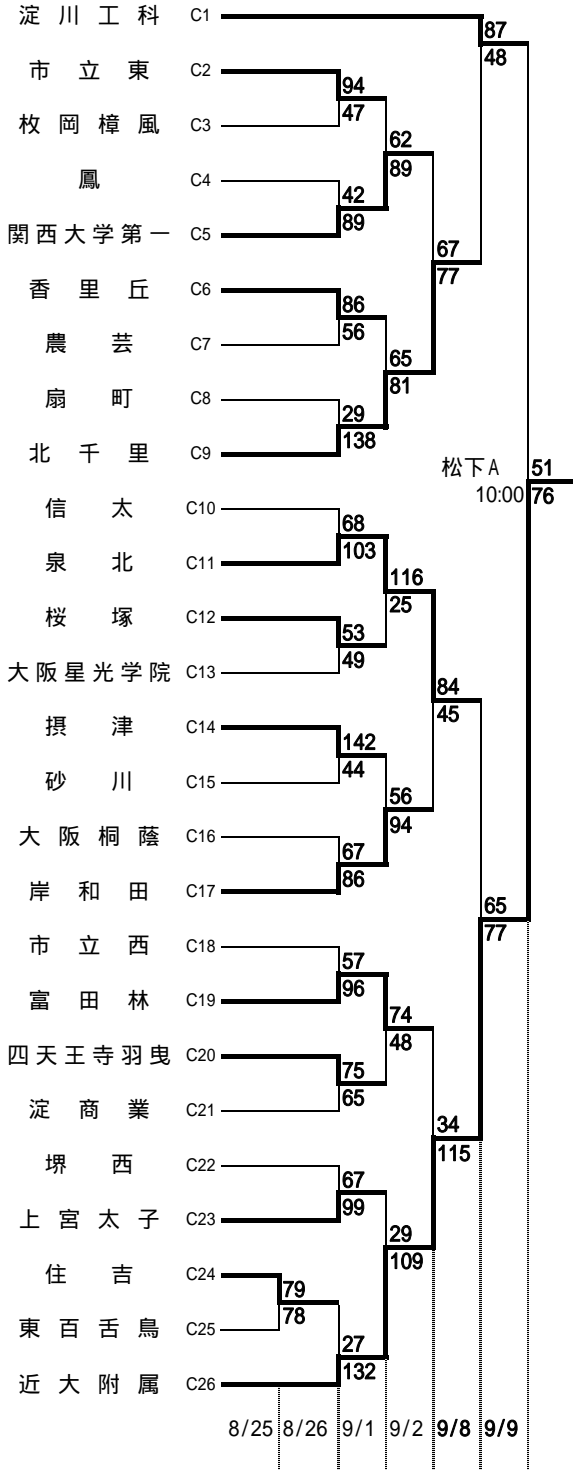 淀川工科 C1
87
48
市立東 C2
94
47
枚岡樟風 C3
62
89
鳳 C4
42
89
関西大学第一 C5
67
77
香里丘 C6
86
56
農芸 C7
65
81
扇町 C8
29
138
北千里 C9
松下A 51
10:00 76
信太 C10
68
103
泉北 C11
116
25
桜塚 C12
53
49
大阪星光学院 C13
84
45
摂津 C14
142
44
砂川 C15
56
94
大阪桐蔭 C16
67
86
岸和田 C17
65
77
市立西 C18
57
96
富田林 C19
74
48
四天王寺羽曳 C20
75
65
淀商業 C21
34
115
堺西 C22
67
99
上宮太子 C23
29
109
住吉 C24
79
78
東百舌鳥 C25
27
132
近大附属 C26
8/25 8/26 9/1 9/2 9/8 9/9